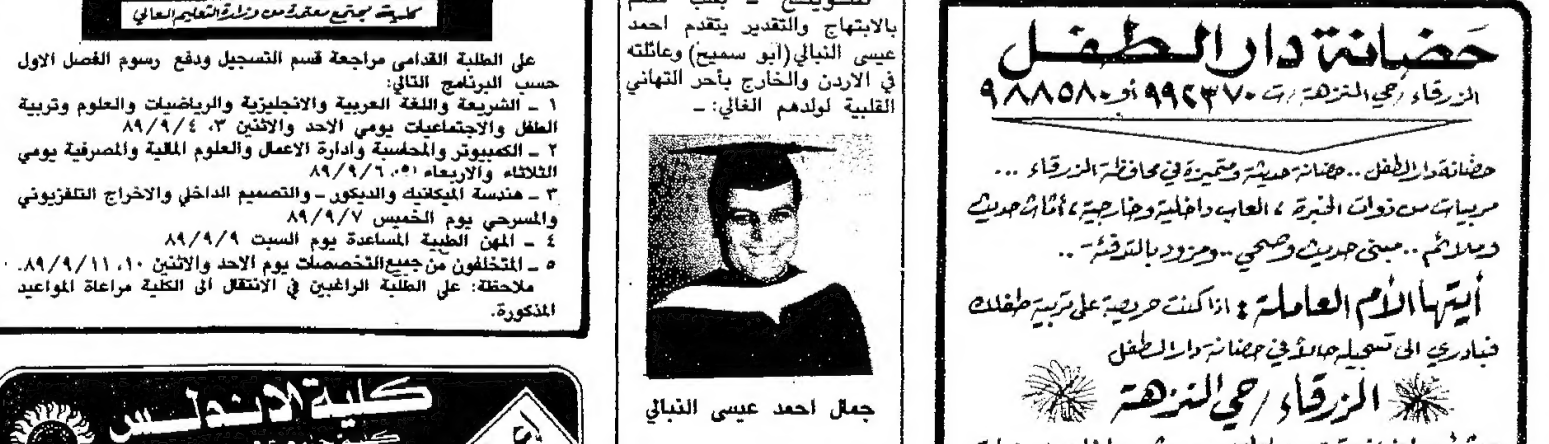 حضانة دار الطفل
الزرقاء / حي النزهة / ت ٩٩٢٣٧٠ أو ٩٨٨٥٨٠
حضانة دار الطفل .. حضانة حديثة ومتميزة في محافظة الزرقاء ...
مربيات من ذوات الخبرة ، العاب داخلية وخارجية ، أثاث حديث
وملائم .. مبنى حديث وصحي .. ومزود بالتدفئة ..
أيتها الأم العاملة : اذا كنت حريصة على تربية طفلك
فبادري الى تسجيله حالاً في حضانة دار الطفل
الزرقاء / حي النزهة
بالابتهاج والتقدير يتقدم احمد
عيسى النبالي (ابو سميح) وعائلته
في الاردن والخارج بأحر التهاني
القلبية لولدهم الغالي : ـ
جمال احمد عيسى النبالي
كلية مجتمع معتمدة من وزارة التعليم العالي
على الطلبة القدامى مراجعة قسم التسجيل ودفع رسوم الفصل الاول
حسب البرنامج التالي:
١ ـ الشريعة واللغة العربية والانجليزية والرياضيات والعلوم وتربية
الطفل والاجتماعيات يومي الاحد والاثنين ٣، ٨٩/٩/٤
٢ ـ الكمبيوتر والمحاسبة وادارة الاعمال والعلوم المالية والمصرفية يومي
الثلاثاء والاربعاء ٥، ٨٩/٩/٦
٣ ـ هندسة الميكانيك والديكور ـ والتصميم الداخلي والاخراج التلفزيوني
والمسرحي يوم الخميس ٨٩/٩/٧
٤ ـ المهن الطبية المساعدة يوم السبت ٨٩/٩/٩
٥ ـ المتخلفون من جميع التخصصات يوم الاحد والاثنين ١٠، ٨٩/٩/١١.
ملاحظة: على الطلبة الراغبين في الانتقال الى الكلية مراعاة المواعيد
المذكورة.
كلية الاندلس